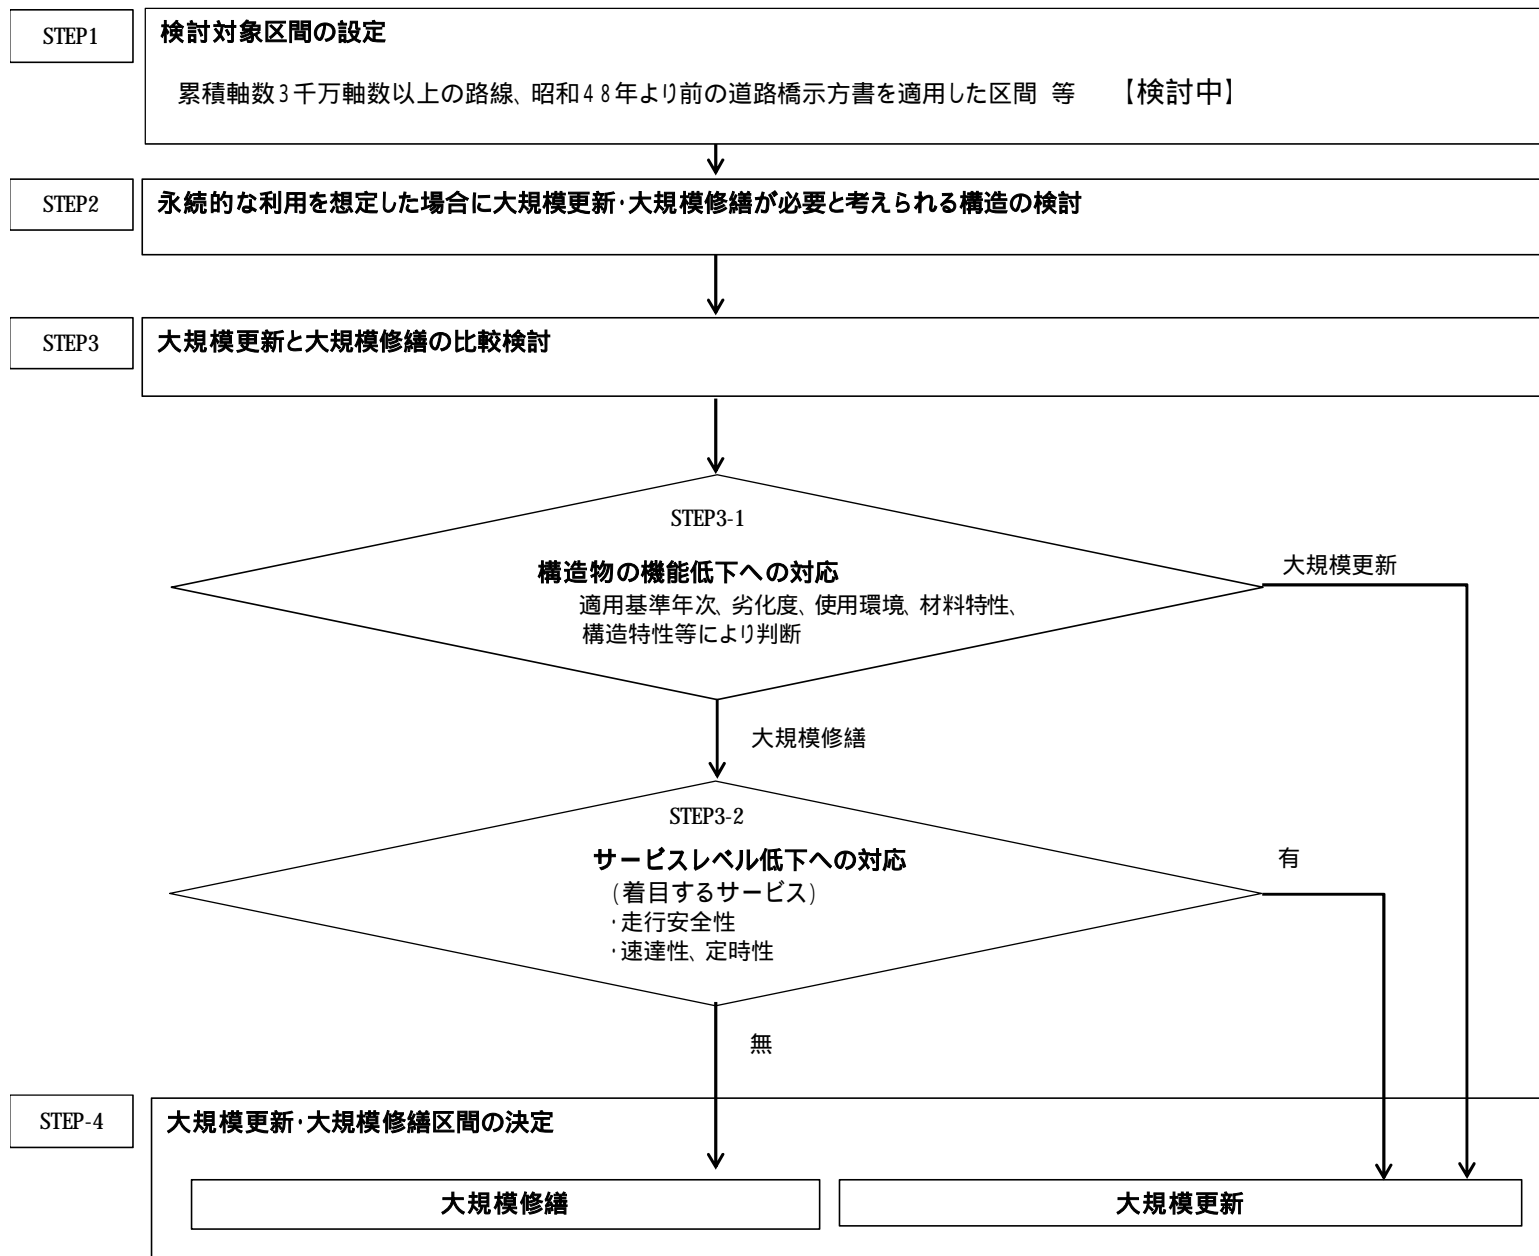 STEP1
検討対象区間の設定
累積軸数3千万軸数以上の路線、昭和48年より前の道路橋示方書を適用した区間 等 【検討中】
STEP2
永続的な利用を想定した場合に大規模更新・大規模修繕が必要と考えられる構造の検討
STEP3
大規模更新と大規模修繕の比較検討
STEP3-1
構造物の機能低下への対応
適用基準年次、劣化度、使用環境、材料特性、
構造特性等により判断
大規模更新
大規模修繕
STEP3-2
サービスレベル低下への対応
(着目するサービス)
・走行安全性
・速達性、定時性
有
無
STEP-4
大規模更新・大規模修繕区間の決定
大規模修繕
大規模更新